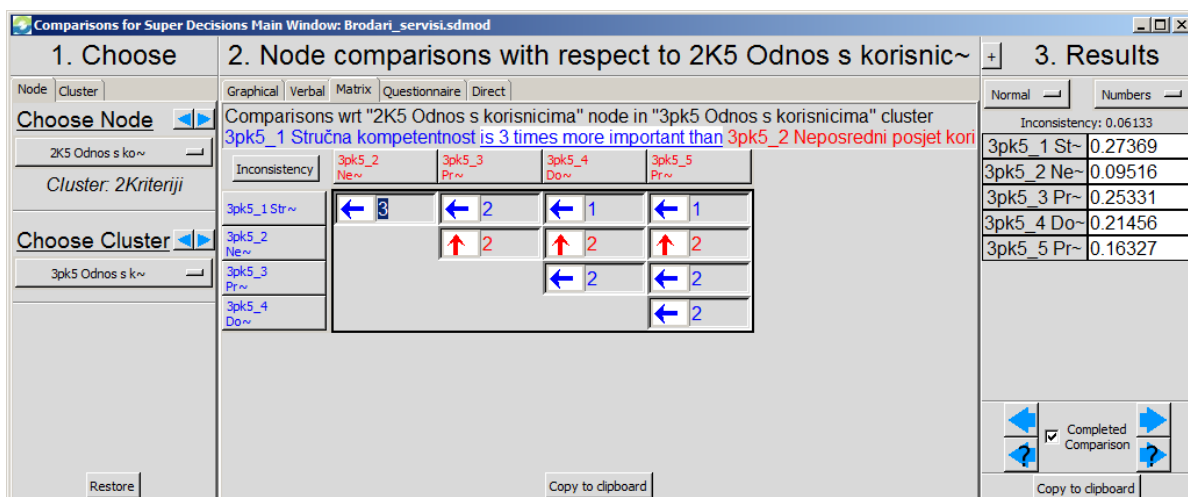 Comparisons for Super Decisions Main Window: Brodari_servisi.sdmod
1. Choose
2. Node comparisons with respect to 2K5 Odnos s korisnic~
+
3. Results
Node Cluster
Choose Node
2K5 Odnos s ko~
Cluster: 2Kriteriji
Choose Cluster
3pk5 Odnos s k~
Restore
Graphical Verbal Matrix Questionnaire Direct
Comparisons wrt "2K5 Odnos s korisnicima" node in "3pk5 Odnos s korisnicima" cluster
3pk5_1 Stručna kompetentnost is 3 times more important than 3pk5_2 Neposredni posjet kori
Inconsistency
3pk5_2 Ne~
3pk5_3 Pr~
3pk5_4 Do~
3pk5_5 Pr~
3pk5_1 Str~ 3 2 1 1
3pk5_2 Ne~ 2 2 2
3pk5_3 Pr~ 2 2
3pk5_4 Do~ 2
Copy to clipboard
Normal Numbers
Inconsistency: 0.06133
3pk5_1 St~ 0.27369
3pk5_2 Ne~ 0.09516
3pk5_3 Pr~ 0.25331
3pk5_4 Do~ 0.21456
3pk5_5 Pr~ 0.16327
Completed
Comparison
? ?
Copy to clipboard